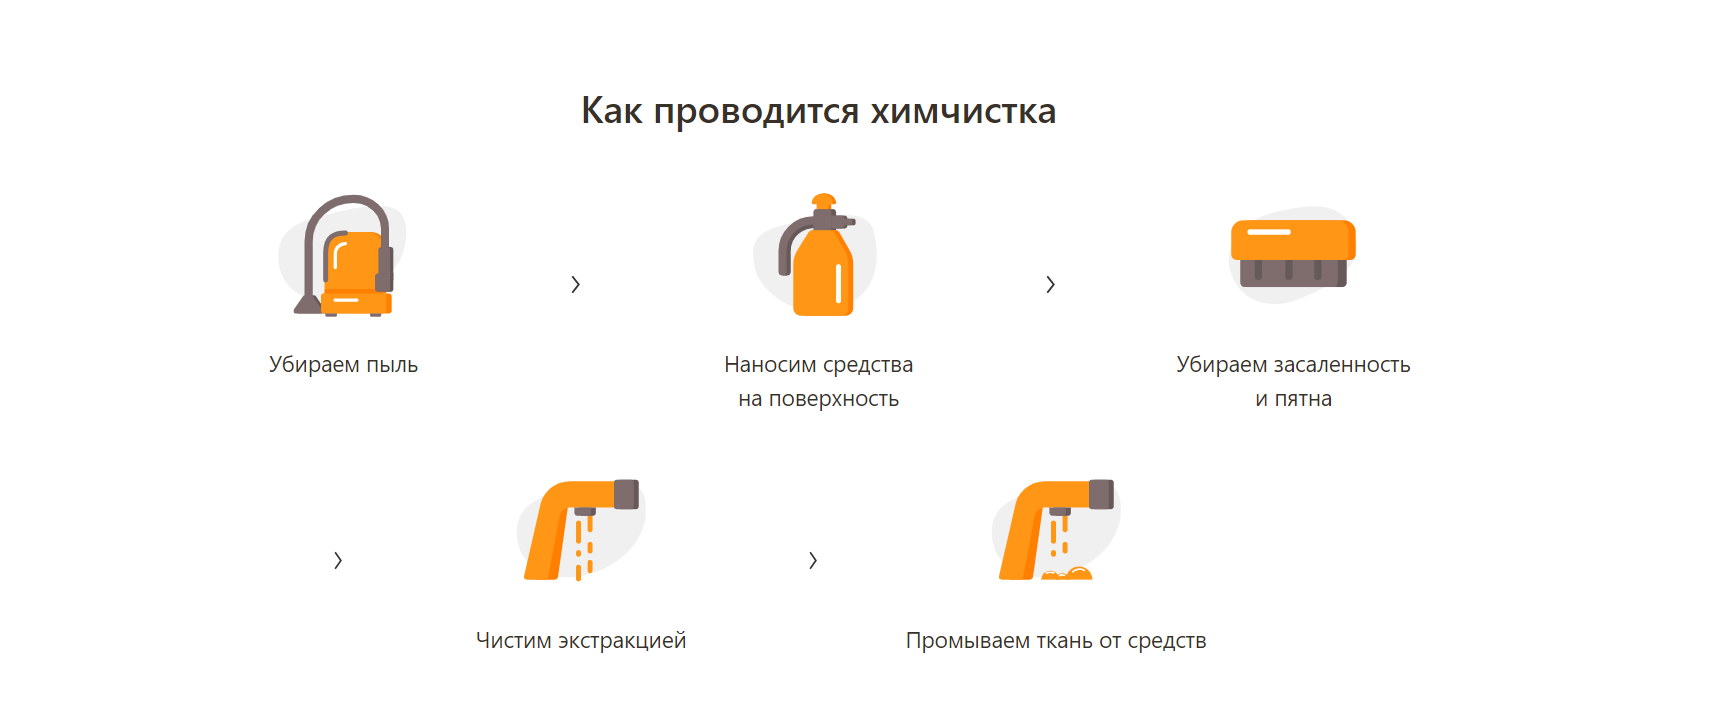 Как проводится химчистка
Убираем пыль
Наносим средства
на поверхность
Убираем засаленность
и пятна
Чистим экстракцией
Промываем ткань от средств